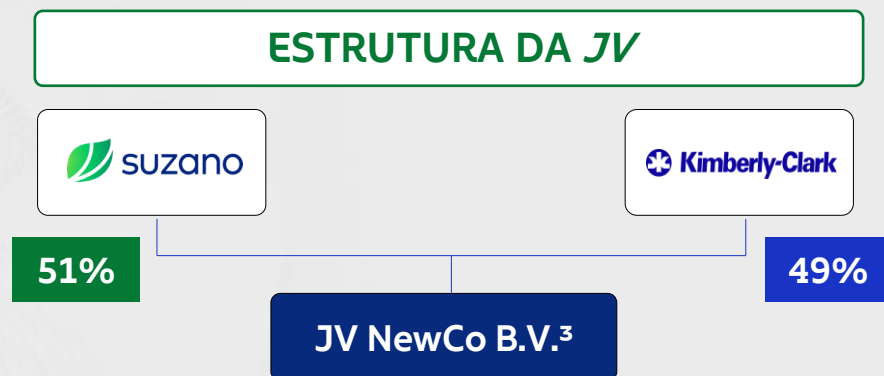 ESTRUTURA DA JV
suzano
Kimberly-Clark
51%
49%
JV NewCo B.V.³